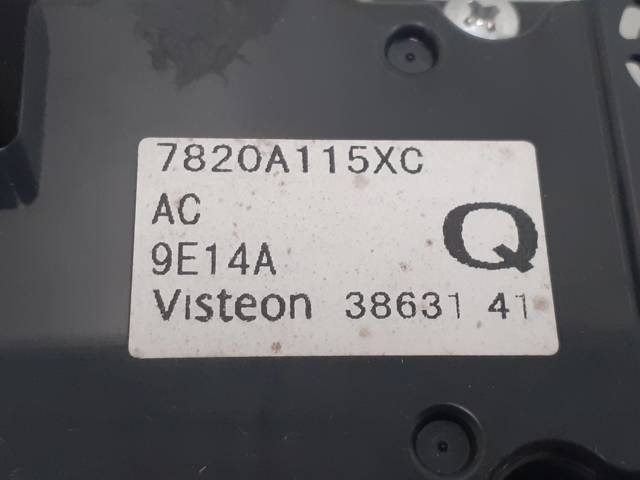 7820A115XC
AC
9E14A
Q
Visteon 38631 41